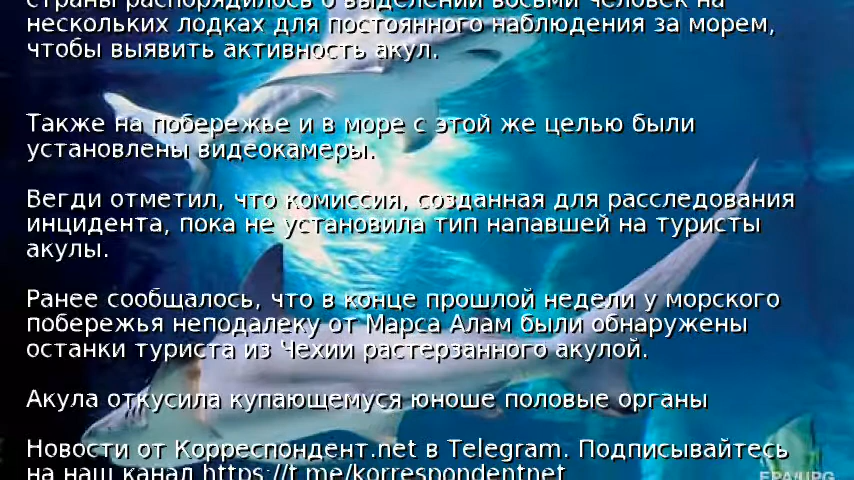 страны распорядилось о выделении восьми человек на
нескольких лодках для постоянного наблюдения за морем,
чтобы выявить активность акул.
Также на побережье и в море с этой же целью были
установлены видеокамеры.
Вегди отметил, что комиссия, созданная для расследования
инцидента, пока не установила тип напавшей на туристы
акулы.
Ранее сообщалось, что в конце прошлой недели у морского
побережья неподалеку от Марса Алам были обнаружены
останки туриста из Чехии растерзанного акулой.
Акула откусила купающемуся юноше половые органы
Новости от Корреспондент.net в Telegram. Подписывайтесь
на наш канал https://t.me/korrespondentnet
EPA/UPG